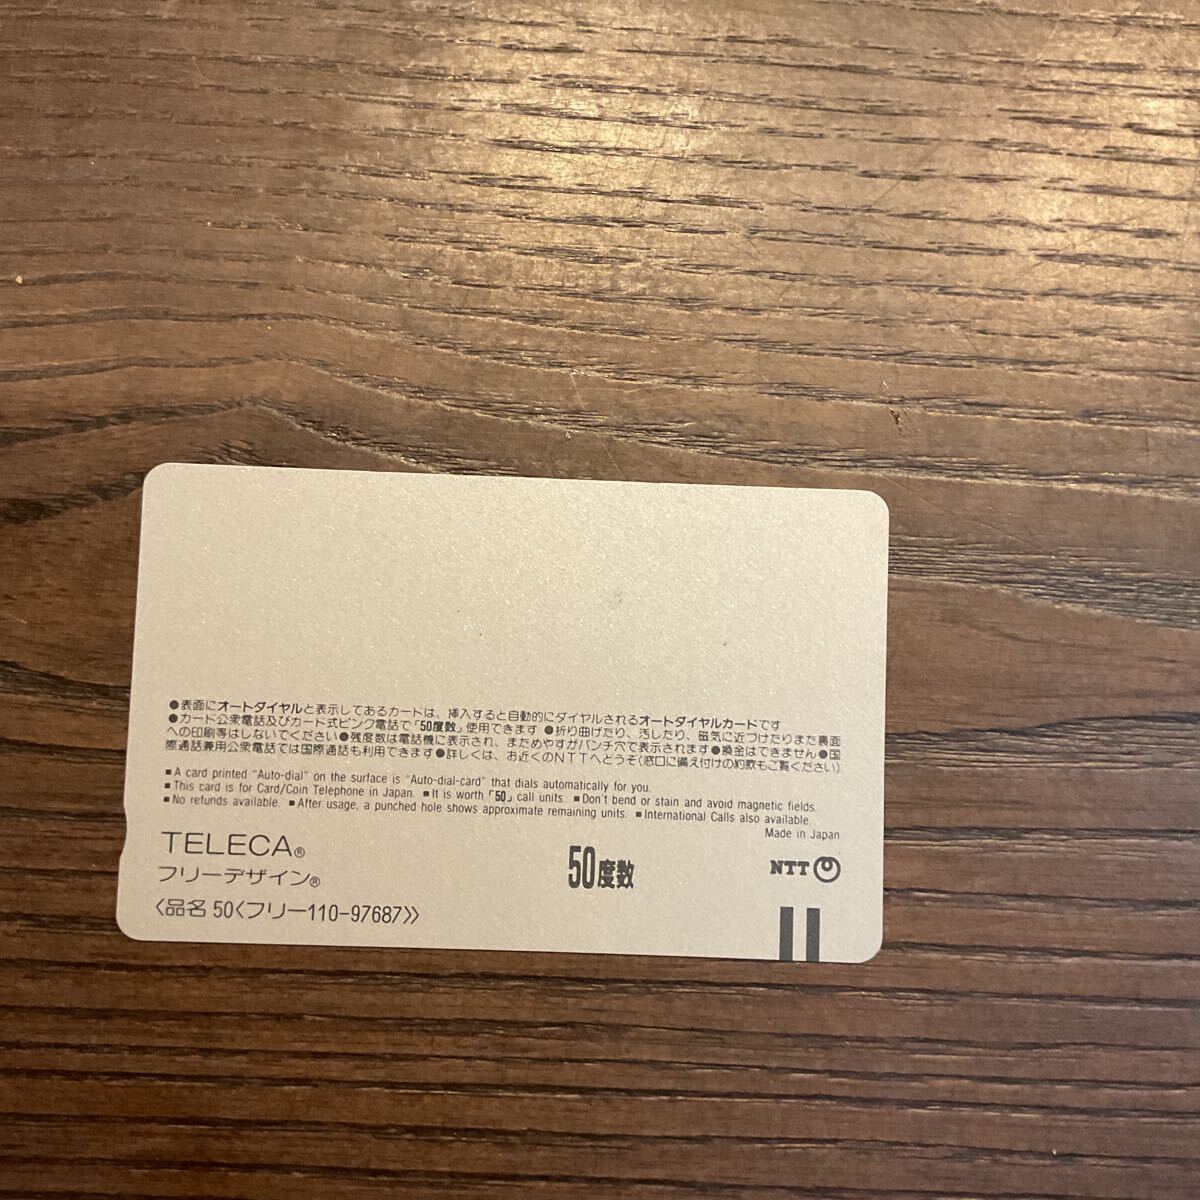 ●表面にオートダイヤルと表示してあるカードは、挿入すると自動的にダイヤルされるオートダイヤルカードです
●カード公衆電話及びカード式ピンク電話で「50度数」使用できます ●折り曲げたり、汚したり、磁気に近づけたりまた裏面
への印刷等はしないでください●残度数は電話機に表示され、まためやすがパンチ穴で表示されます●換金はできません●国
際通話兼用公衆電話では国際通話も利用できます●詳しくは、お近くのNTTへどうぞ(窓口に備え付けの約款もご覧ください)
■A card printed "Auto-dial" on the surface is "Auto-dial-card" that dials automatically for you.
■This card is for Card/Coin Telephone in Japan. ■It is worth「50」call units. ■Don't bend or stain and avoid magnetic fields.
■No refunds available. ■After usage, a punched hole shows approximate remaining units. ■International Calls also available.
Made in Japan
TELECA®
フリーデザイン®
50度数
NTT
〈品名 50〈フリー110-97687〉〉